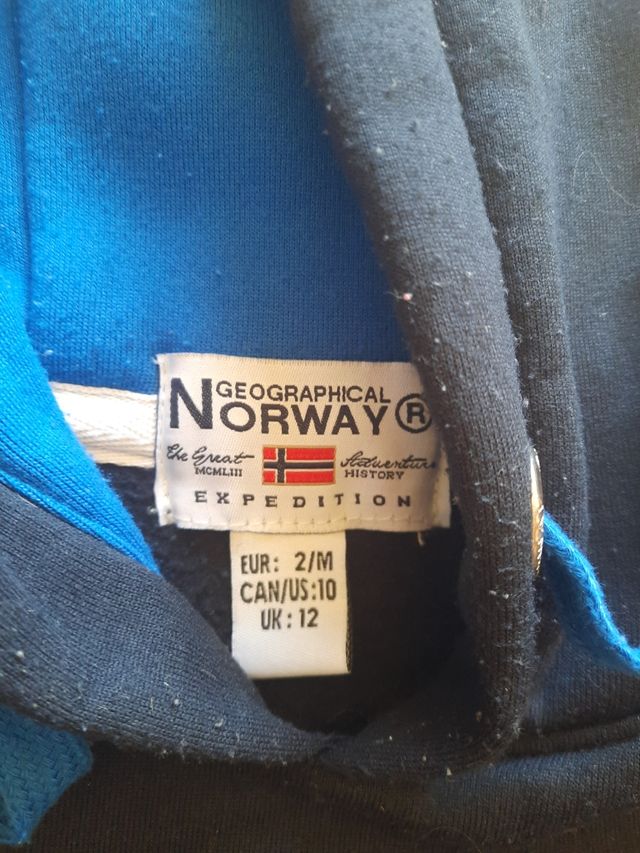 GEOGRAPHICAL
NORWAY®
The Great
MCMLIII
Adventure
HISTORY
EXPEDITION
EUR: 2/M
CAN/US:10
UK: 12